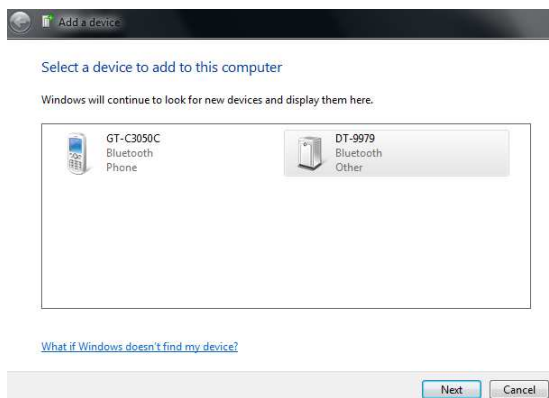 Add a device
Select a device to add to this computer
Windows will continue to look for new devices and display them here.
GT-C3050C
Bluetooth
Phone
DT-9979
Bluetooth
Other
What if Windows doesn't find my device?
Next
Cancel